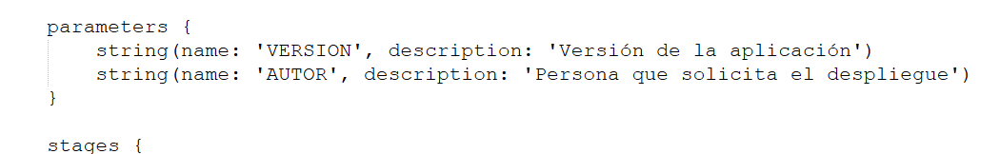 parameters {
    string(name: 'VERSION', description: 'Versión de la aplicación')
    string(name: 'AUTOR', description: 'Persona que solicita el despliegue')
}
stages {